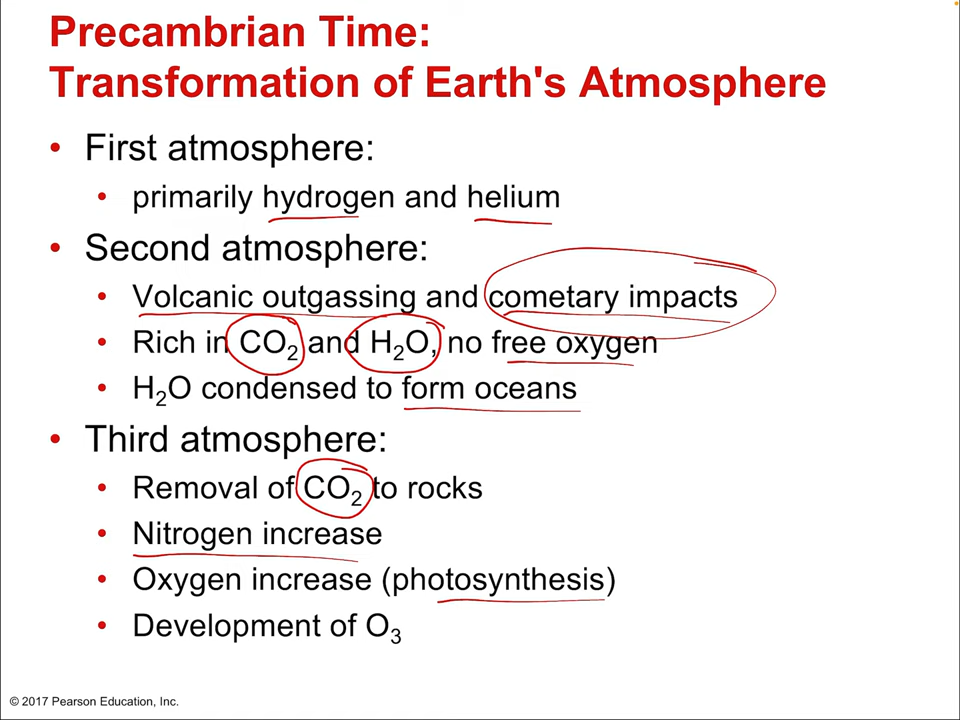 Precambrian Time:
Transformation of Earth's Atmosphere
• First atmosphere:
• primarily hydrogen and helium
• Second atmosphere:
• Volcanic outgassing and cometary impacts
• Rich in CO₂ and H₂O, no free oxygen
• H₂O condensed to form oceans
• Third atmosphere:
• Removal of CO₂ to rocks
• Nitrogen increase
• Oxygen increase (photosynthesis)
• Development of O₃
© 2017 Pearson Education, Inc.